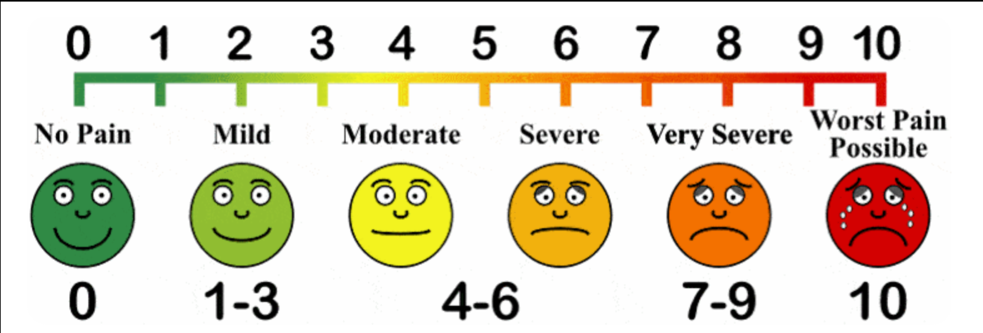 0 1 2 3 4 5 6 7 8 9 10
No Pain Mild Moderate Severe Very Severe Worst Pain
Possible
0 1-3 4-6 7-9 10